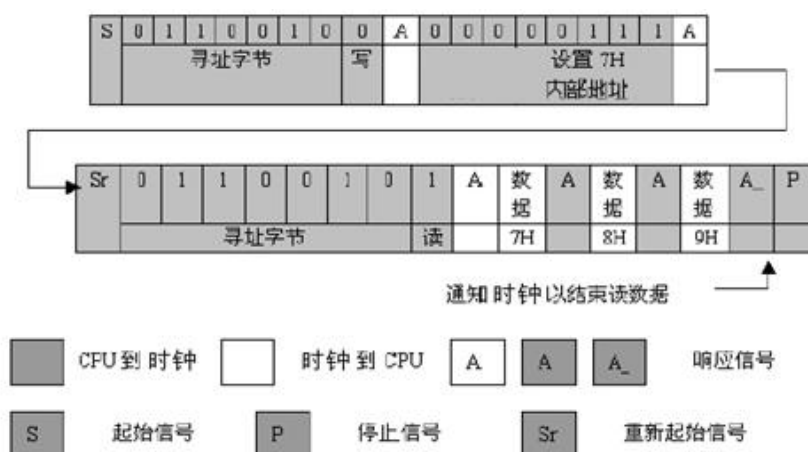 S 0 1 1 0 0 1 0 0 A 0 0 0 0 0 1 1 1 A
寻址字节 写 设置 7H
内部地址
Sr 0 1 1 0 0 1 0 1 A 数据 A 数据 A 数据 A_ P
寻址字节 读 7H 8H 9H
通知时钟以结束读数据
CPU到时钟 时钟到CPU A A A_ 响应信号
S 起始信号 P 停止信号 Sr 重新起始信号